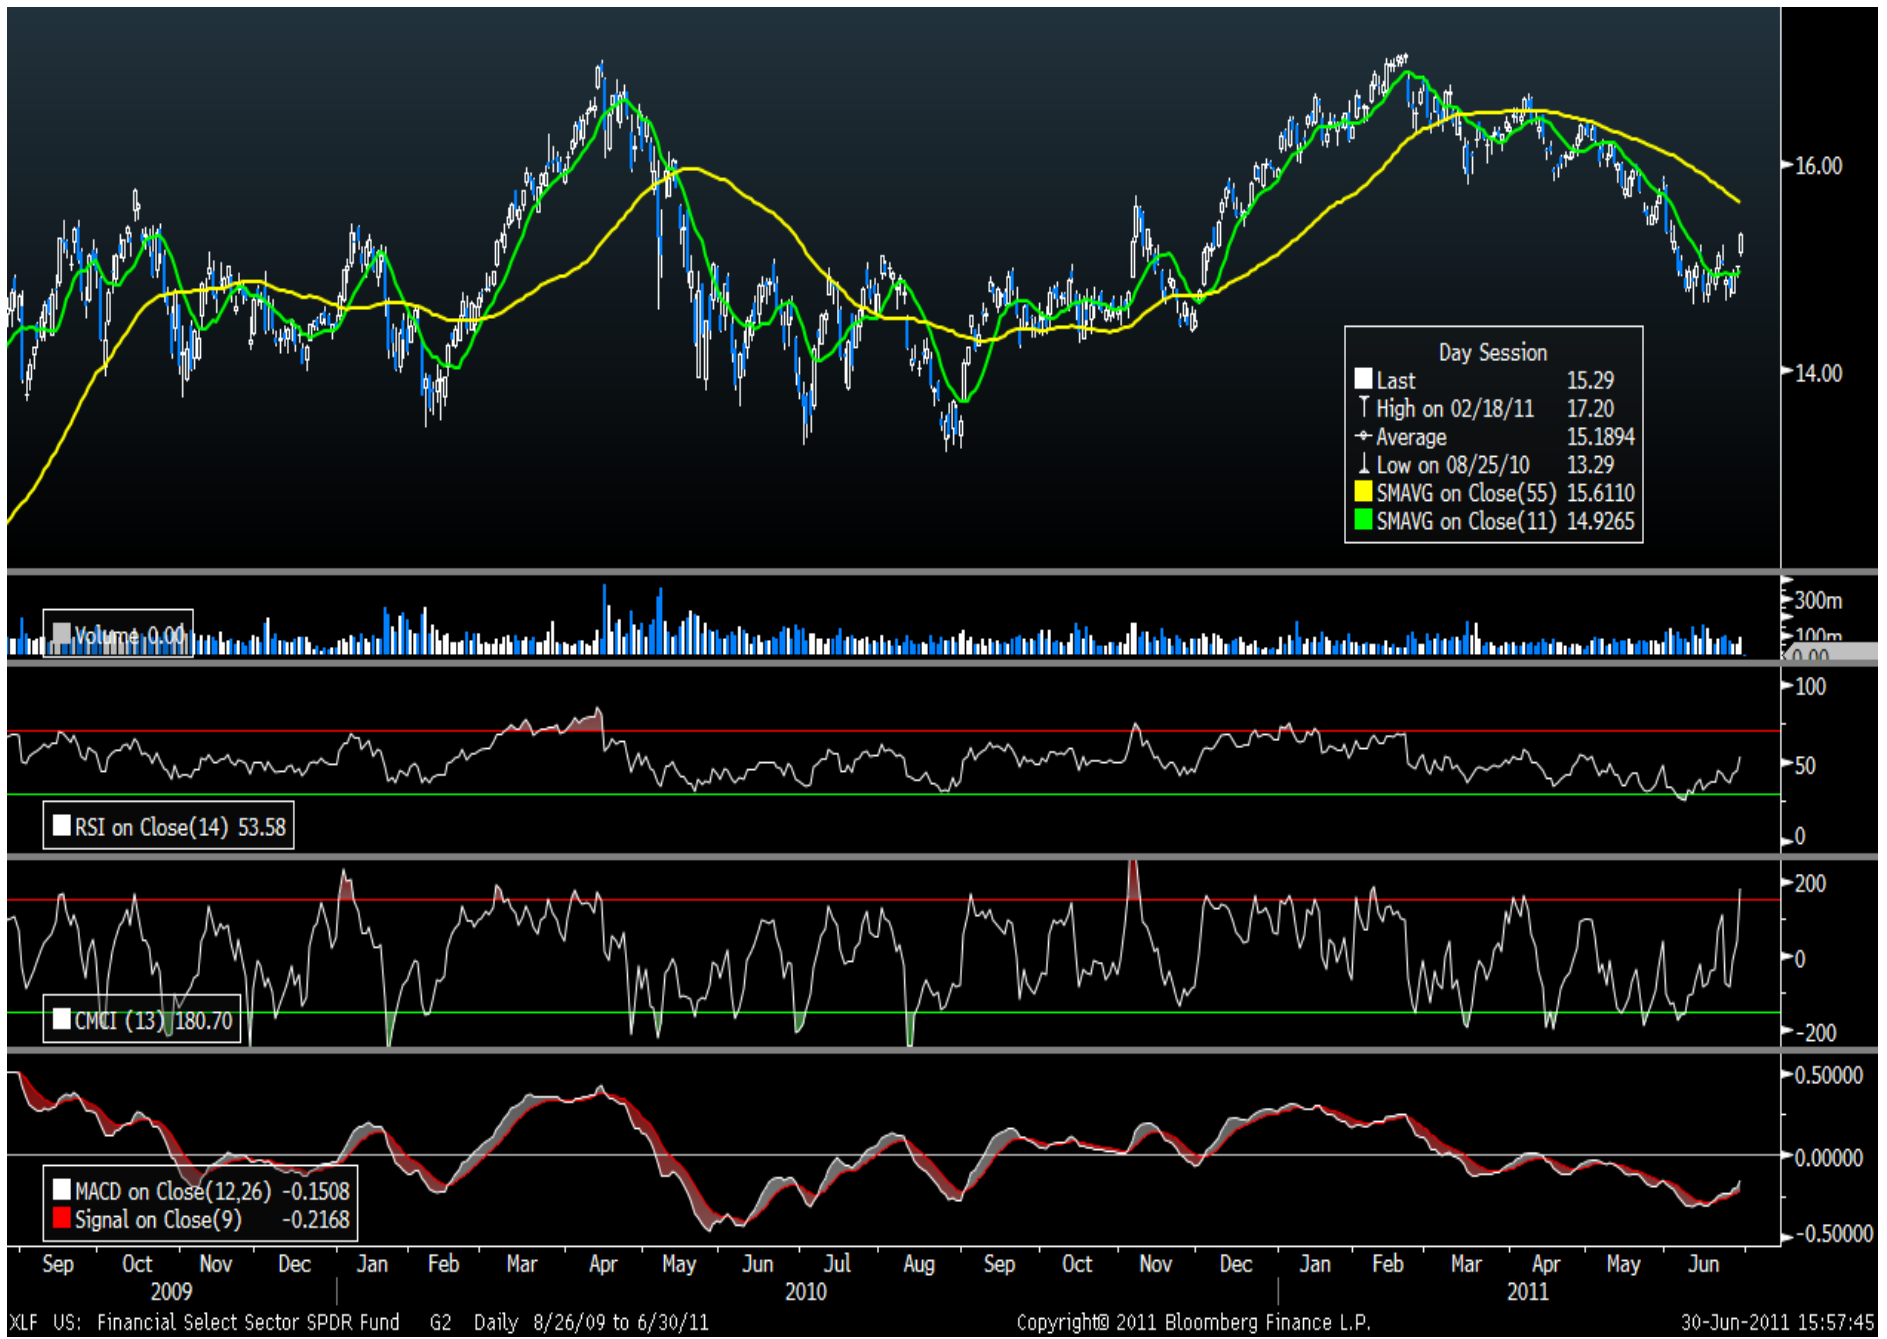 16.00
14.00
Day Session
Last 15.29
High on 02/18/11 17.20
Average 15.1894
Low on 08/25/10 13.29
SMAVG on Close(55) 15.6110
SMAVG on Close(11) 14.9265
300m
100m
0.00
Volume 0.00
100
50
0
RSI on Close(14) 53.58
200
0
-200
CMCI (13) 180.70
0.50000
0.00000
-0.50000
MACD on Close(12,26) -0.1508
Signal on Close(9) -0.2168
Sep Oct Nov Dec Jan Feb Mar Apr May Jun Jul Aug Sep Oct Nov Dec Jan Feb Mar Apr May Jun
2009 2010 2011
XLF US: Financial Select Sector SPDR Fund G2 Daily 8/26/09 to 6/30/11 Copyright© 2011 Bloomberg Finance L.P. 30-Jun-2011 15:57:45